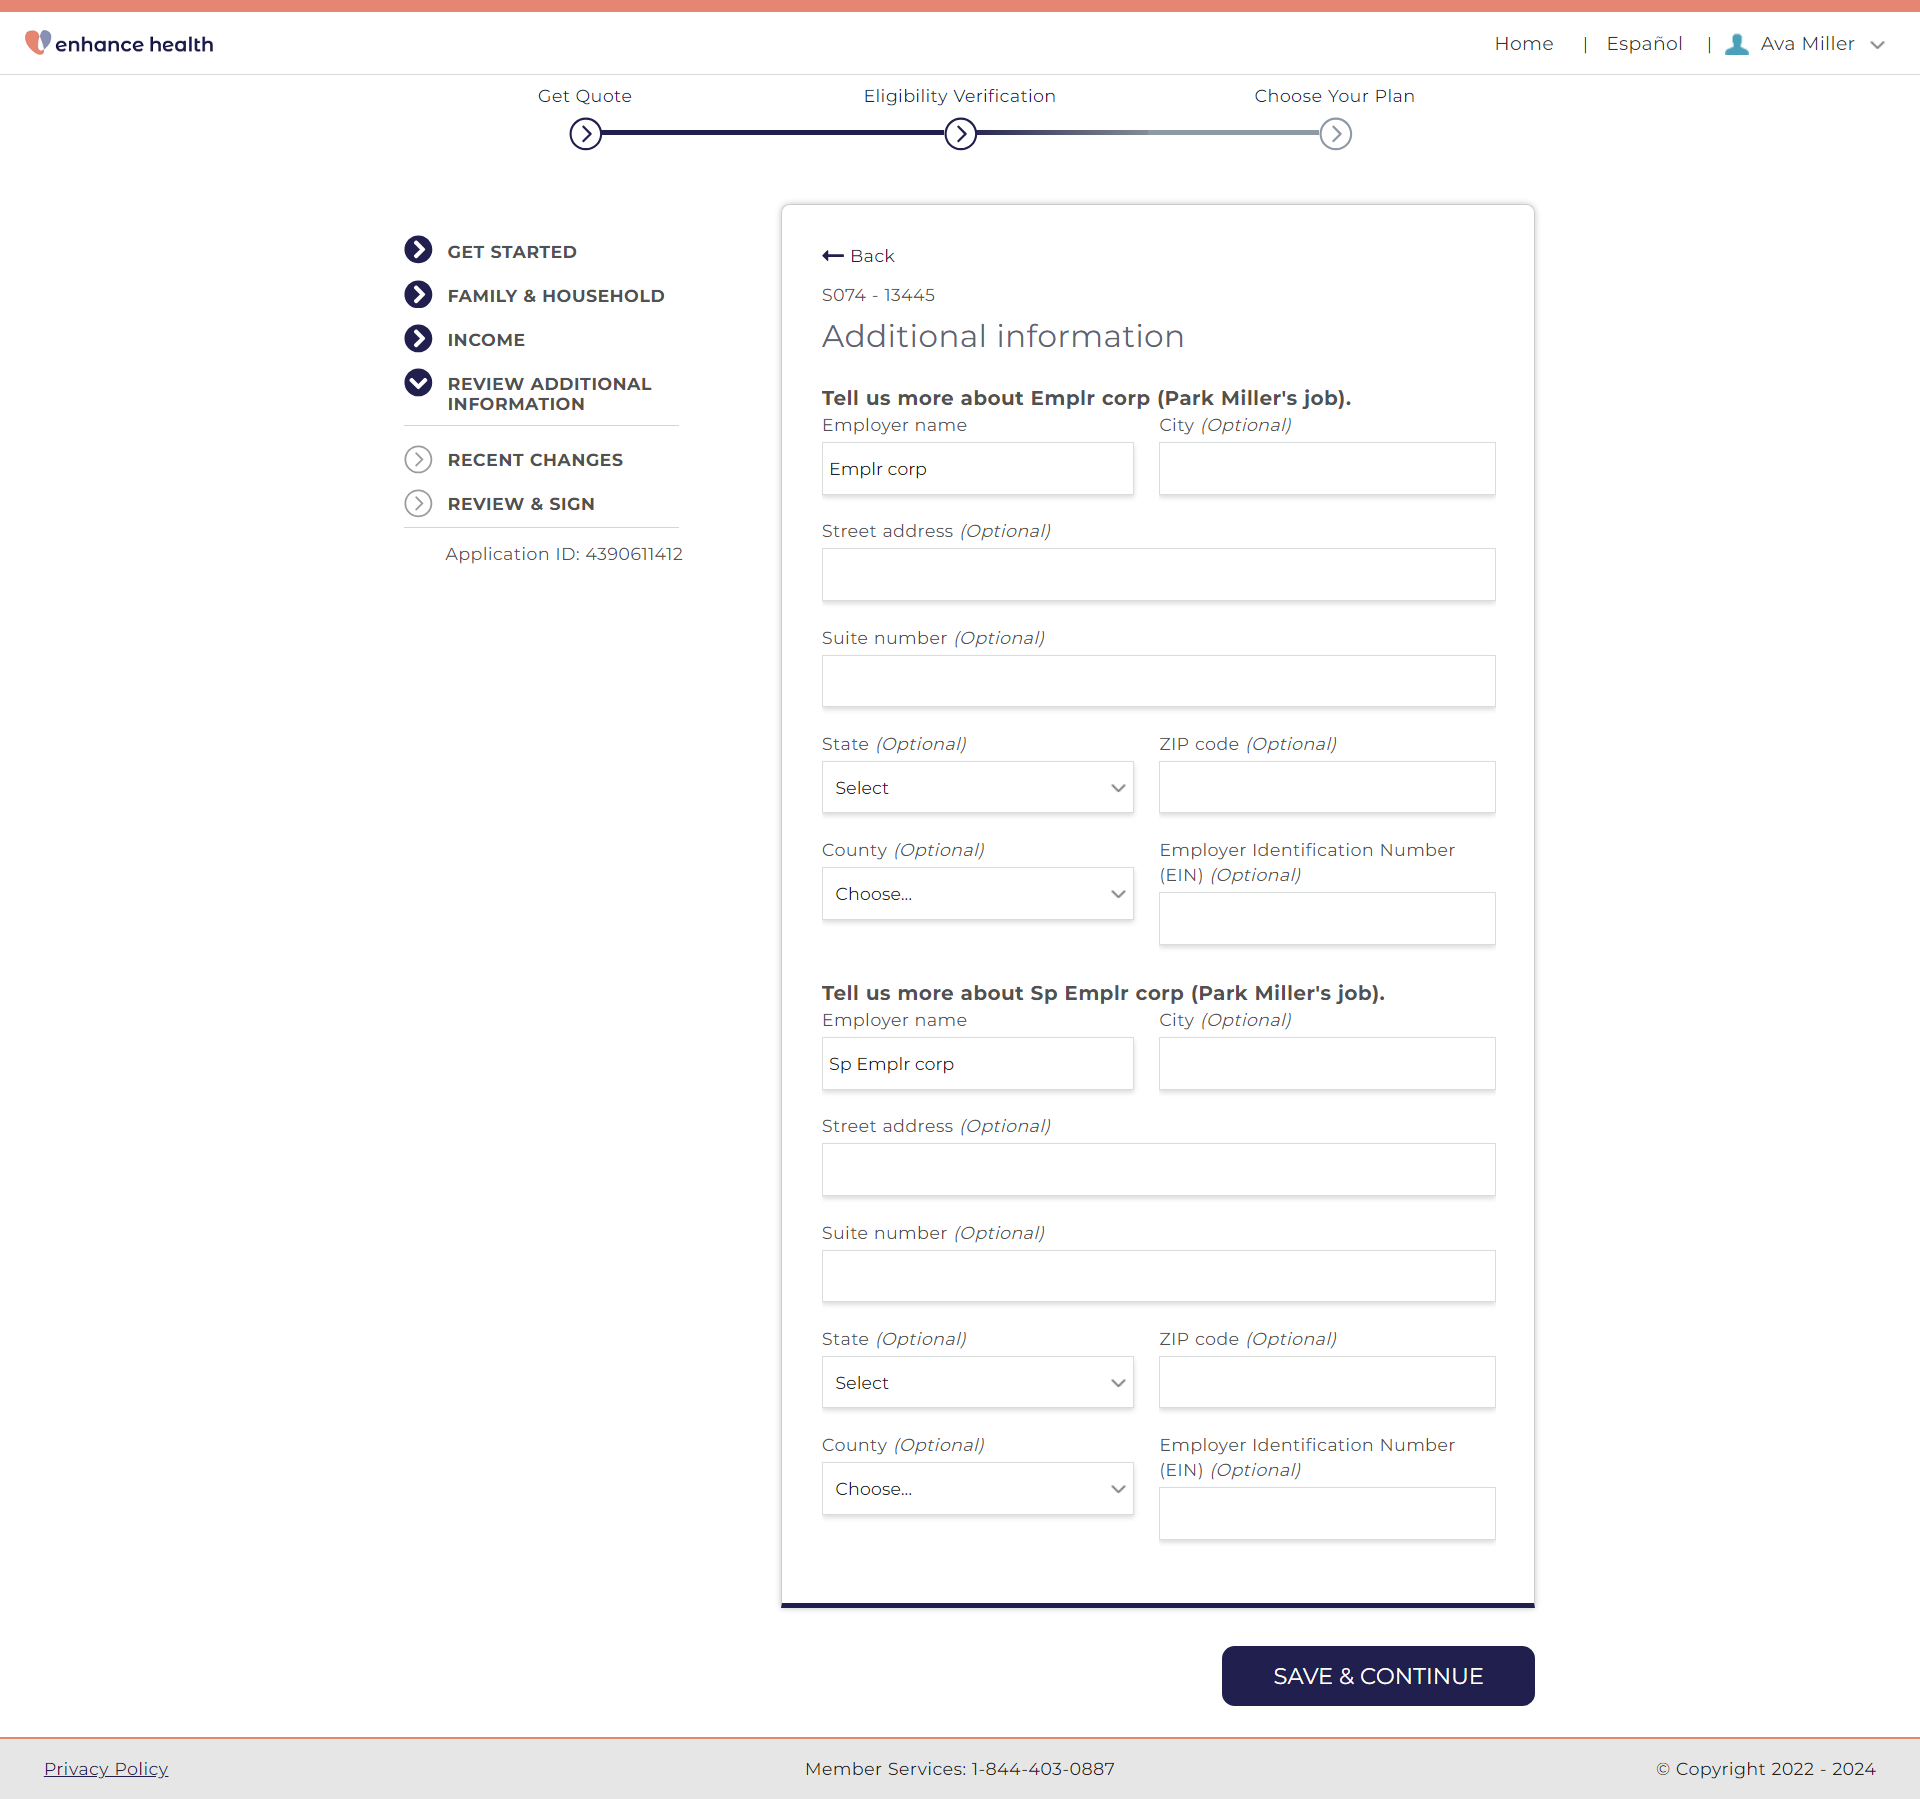 enhance health
Home | Español | Ava Miller
Get Quote
Eligibility Verification
Choose Your Plan
GET STARTED
FAMILY & HOUSEHOLD
INCOME
REVIEW ADDITIONAL
INFORMATION
RECENT CHANGES
REVIEW & SIGN
Application ID: 4390611412
Back
S074 - 13445
Additional information
Tell us more about Emplr corp (Park Miller's job).
Employer name
City (Optional)
Emplr corp
Street address (Optional)
Suite number (Optional)
State (Optional)
ZIP code (Optional)
Select
County (Optional)
Employer Identification Number
(EIN) (Optional)
Choose...
Tell us more about Sp Emplr corp (Park Miller's job).
Employer name
City (Optional)
Sp Emplr corp
Street address (Optional)
Suite number (Optional)
State (Optional)
ZIP code (Optional)
Select
County (Optional)
Employer Identification Number
(EIN) (Optional)
Choose...
SAVE & CONTINUE
Privacy Policy
Member Services: 1-844-403-0887
© Copyright 2022 - 2024